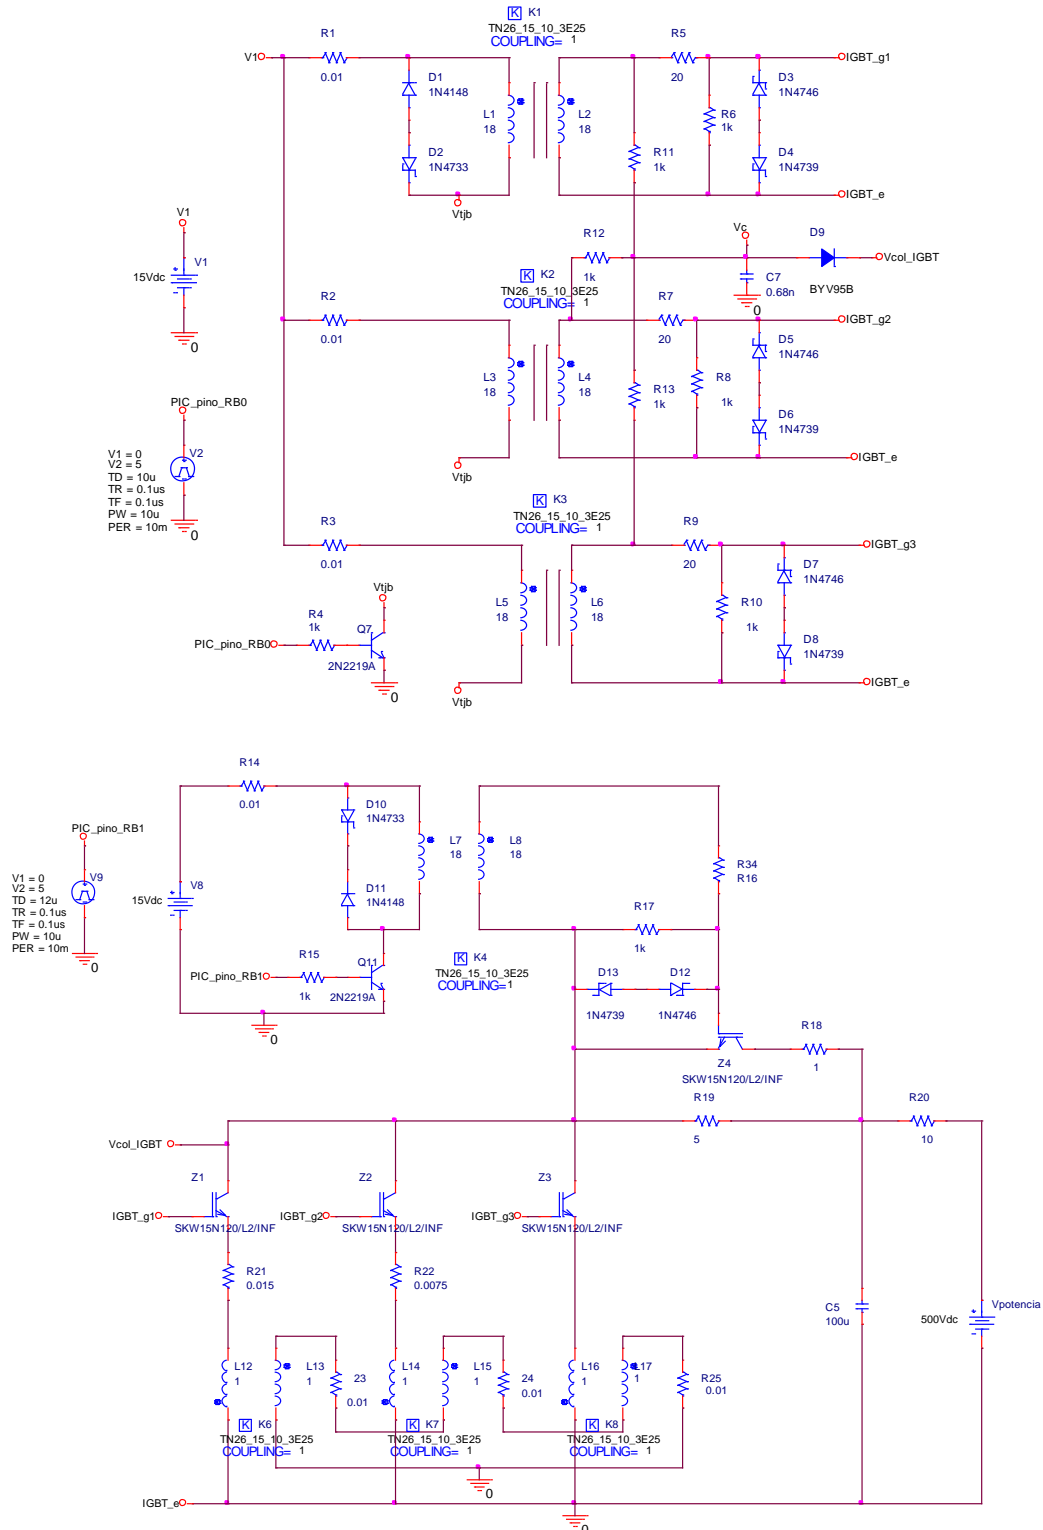 K K1
TN26_15_10_3E25
COUPLING= 1
R1
R5
V1
IGBT_g1
0.01
20
D1
1N4148
D3
1N4746
L1
18
L2
18
R6
1k
D2
1N4733
R11
1k
D4
1N4739
IGBT_e
Vtjb
V1
R12
Vc
D9
Vcol_IGBT
V1
15Vdc
K K2
1k
TN26_15_10_3E25
COUPLING= 1
C7
0.68n
BYV95B
R2
R7
0
IGBT_g2
0
0.01
20
D5
1N4746
L3
18
L4
18
R13
1k
R8
1k
PIC_pino_RB0
D6
1N4739
V2
V1 = 0
V2 = 5
TD = 10u
TR = 0.1us
TF = 0.1us
PW = 10u
PER = 10m
IGBT_e
Vtjb
K K3
TN26_15_10_3E25
COUPLING= 1
0
R3
R9
IGBT_g3
0.01
20
D7
1N4746
Vtjb
L5
18
L6
18
R10
1k
R4
1k
Q7
PIC_pino_RB0
2N2219A
D8
1N4739
IGBT_e
0
Vtjb
R14
0.01
D10
1N4733
PIC_pino_RB1
L7
18
L8
18
R34
R16
V9
V1 = 0
V2 = 5
TD = 12u
TR = 0.1us
TF = 0.1us
PW = 10u
PER = 10m
V8
15Vdc
D11
1N4148
R17
1k
0
R15
PIC_pino_RB1
1k
Q11
2N2219A
K K4
TN26_15_10_3E25
COUPLING= 1
D13
D12
1N4739
1N4746
0
R18
1
Z4
SKW15N120/L2/INF
R19
5
R20
10
Vcol_IGBT
Z1
Z2
Z3
IGBT_g1
IGBT_g2
IGBT_g3
SKW15N120/L2/INF
SKW15N120/L2/INF
SKW15N120/L2/INF
R21
0.015
R22
0.0075
C5
100u
Vpotencia
500Vdc
L12
1
L13
1
23
0.01
L14
1
L15
1
24
0.01
L16
1
L17
1
R25
0.01
K K6
TN26_15_10_3E25
COUPLING= 1
K K7
TN26_15_10_3E25
COUPLING= 1
K K8
TN26_15_10_3E25
COUPLING= 1
0
IGBT_e
0